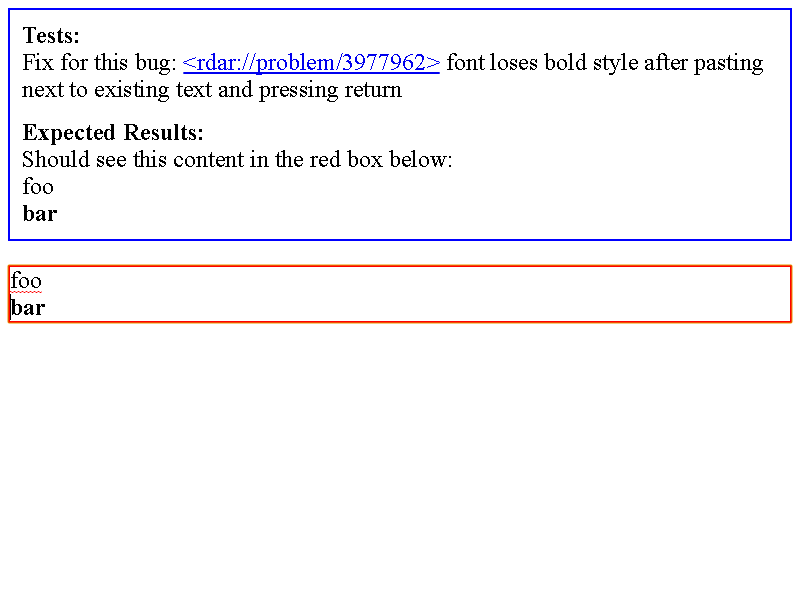 Tests:
Fix for this bug: <rdar://problem/3977962> font loses bold style after pasting
next to existing text and pressing return
Expected Results:
Should see this content in the red box below:
foo
bar
foo
bar